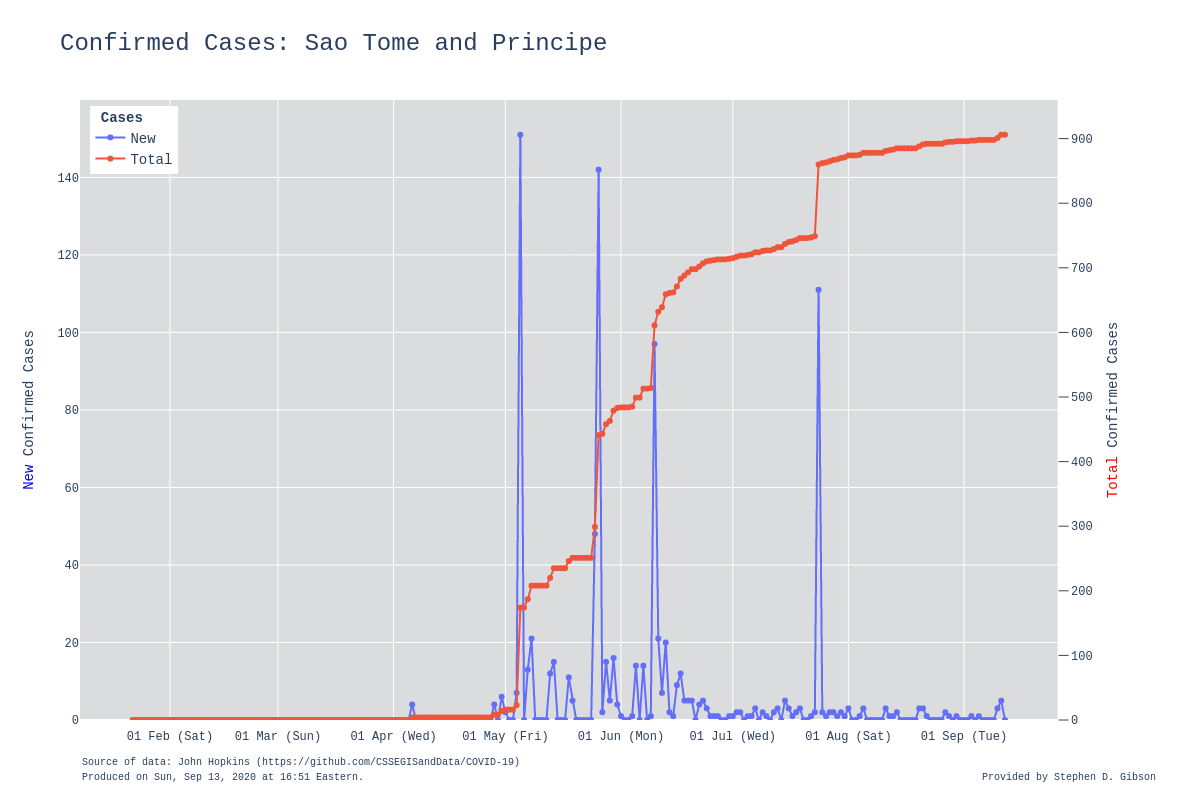 Confirmed Cases: Sao Tome and Principe
Cases
New
Total
140
120
100
80
60
40
20
0
900
800
700
600
500
400
300
200
100
0
New Confirmed Cases
Total Confirmed Cases
01 Feb (Sat) 01 Mar (Sun) 01 Apr (Wed) 01 May (Fri) 01 Jun (Mon) 01 Jul (Wed) 01 Aug (Sat) 01 Sep (Tue)
Source of data: John Hopkins (https://github.com/CSSEGISandData/COVID-19)
Produced on Sun, Sep 13, 2020 at 16:51 Eastern.
Provided by Stephen D. Gibson